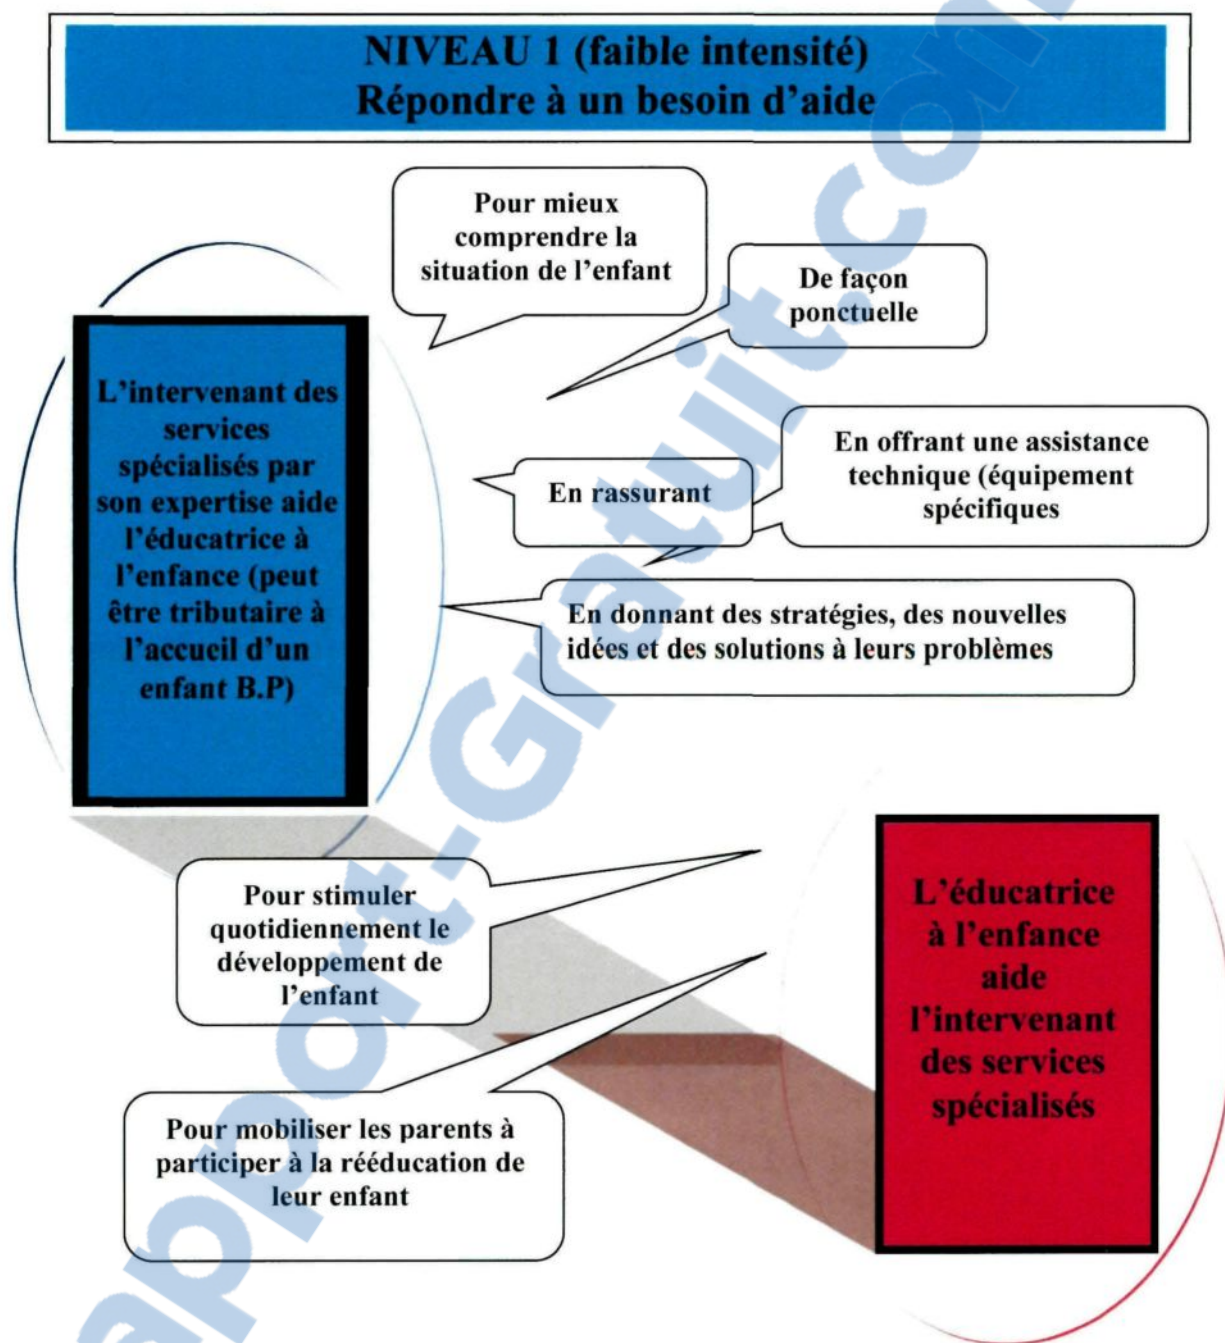 NIVEAU 1 (faible intensité)
Répondre à un besoin d'aide
Pour mieux
comprendre la
situation de l'enfant
De façon
ponctuelle
L'intervenant des
services
spécialisés par
son expertise aide
l'éducatrice à
l'enfance (peut
être tributaire à
l'accueil d'un
enfant B.P)
En offrant une assistance
technique (équipement
spécifiques
En rassurant
En donnant des stratégies, des nouvelles
idées et des solutions à leurs problèmes
Pour stimuler
quotidiennement le
développement de
l'enfant
L'éducatrice
à l'enfance
aide
l'intervenant
des services
spécialisés
Pour mobiliser les parents à
participer à la rééducation de
leur enfant
apport-Gratuit.com